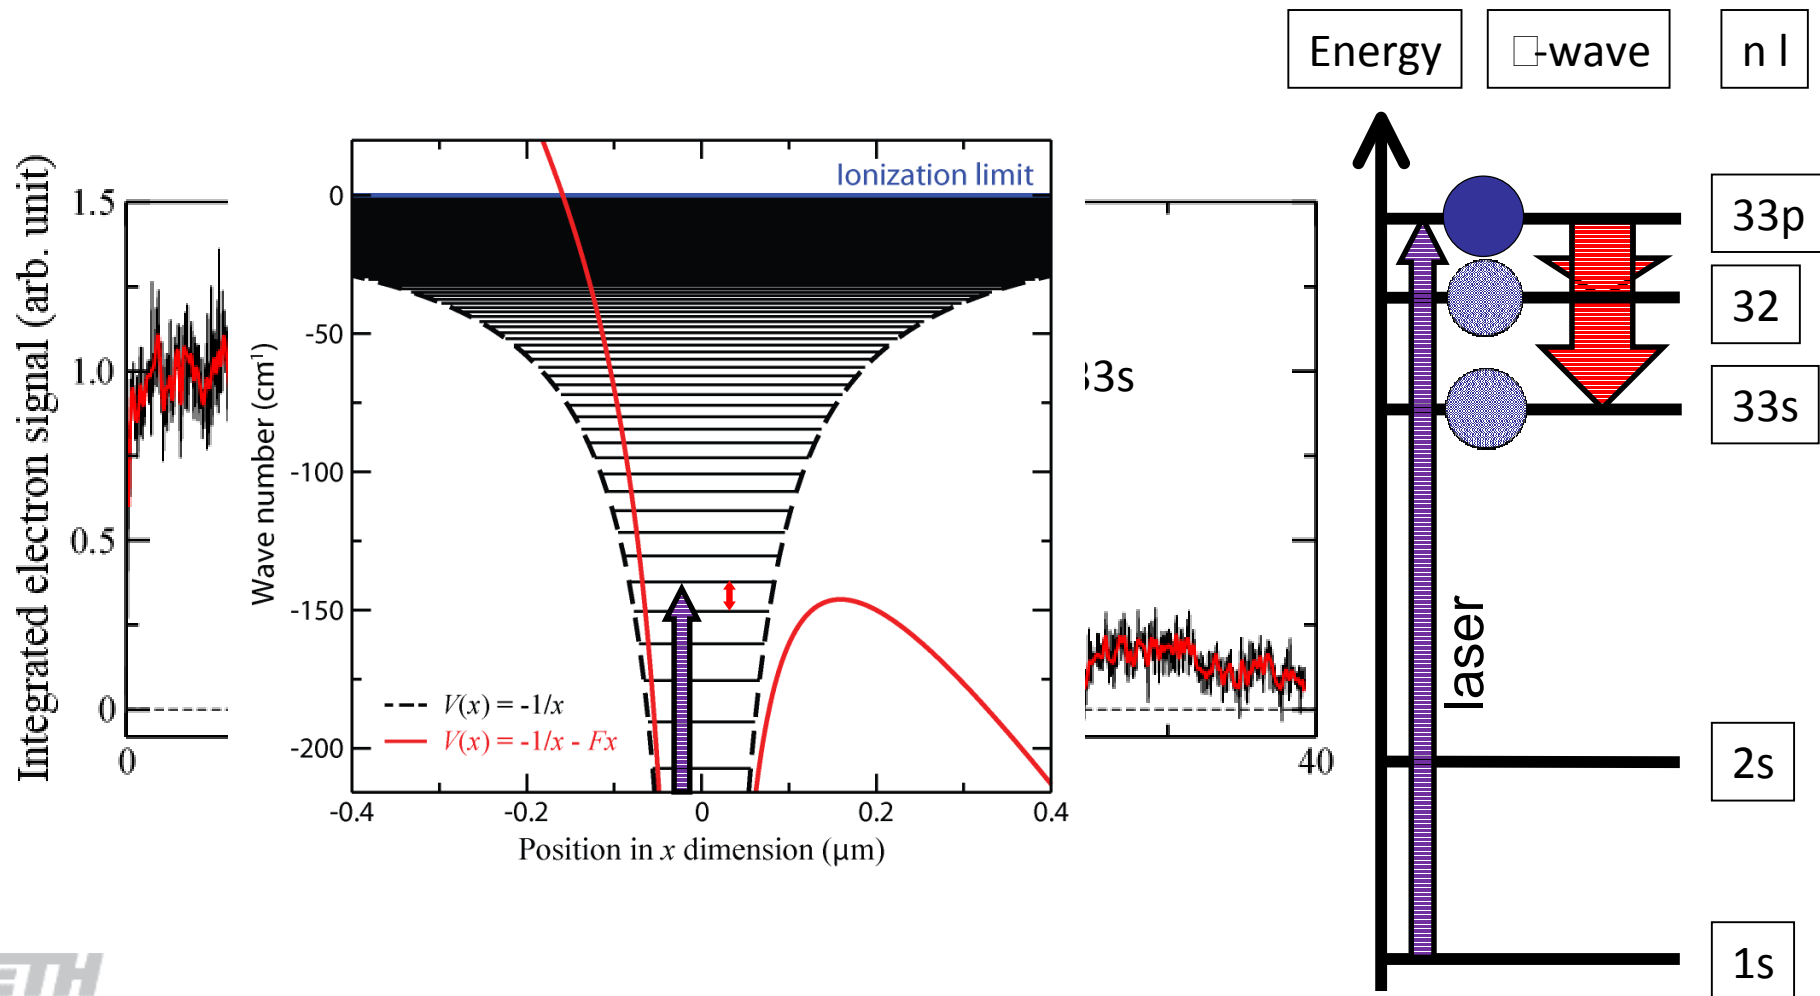 Energy
□-wave
n l
Integrated electron signal (arb. unit)
1.5
1.0
0.5
0
0
40
33s
Wave number (cm¹)
0
-50
-100
-150
-200
Ionization limit
V(x) = -1/x
V(x) = -1/x - Fx
-0.4
-0.2
0
0.2
0.4
Position in x dimension (μm)
laser
33p
32
33s
2s
1s
ETH